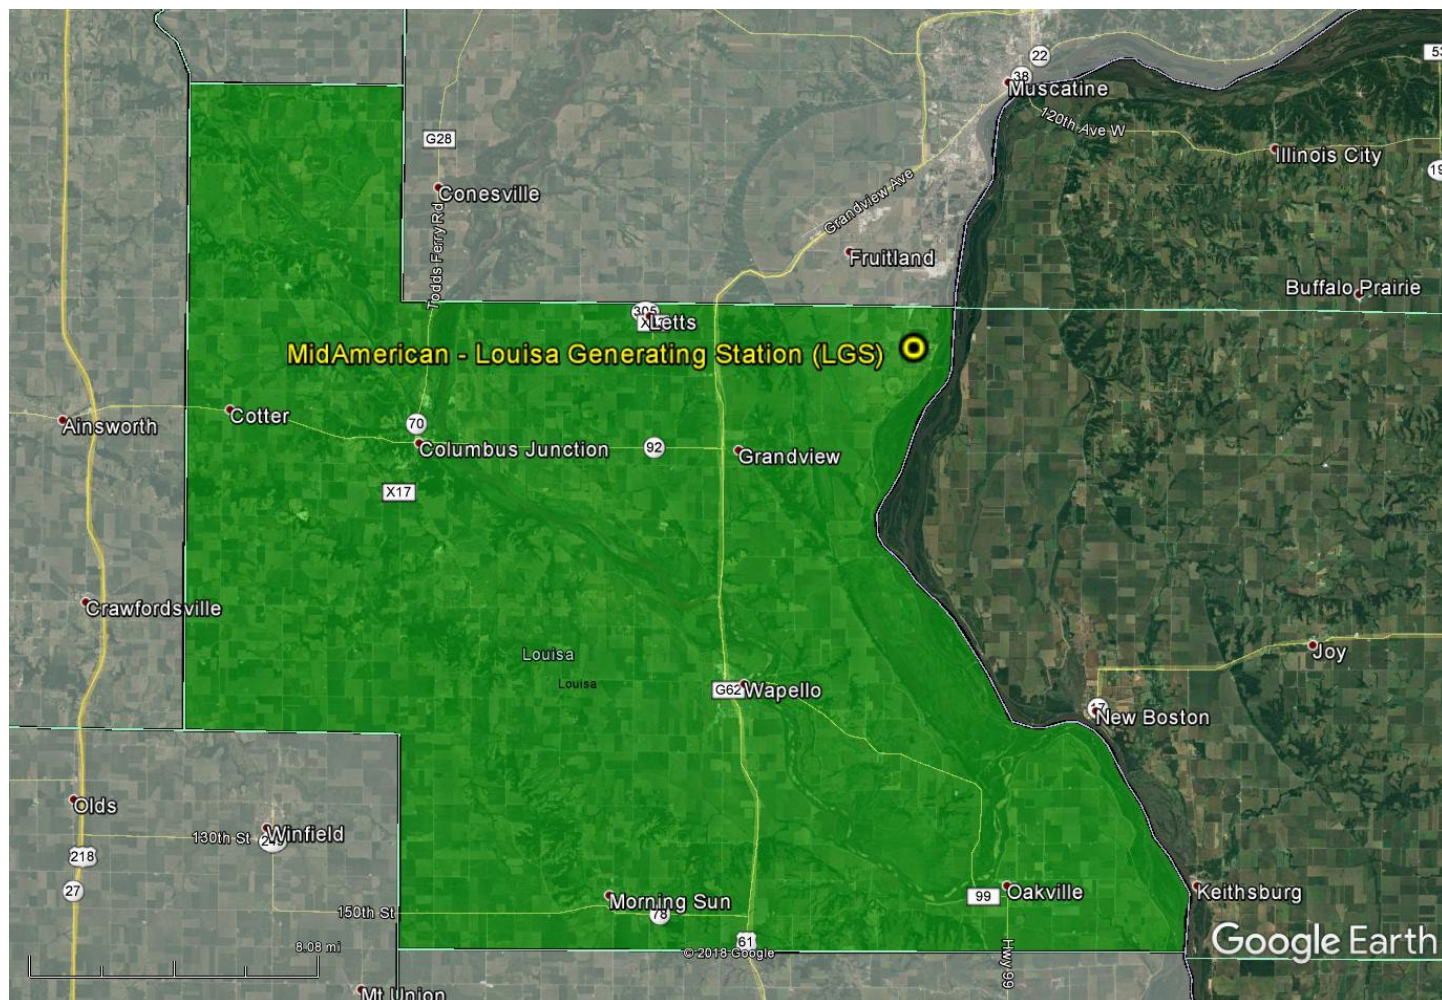 22
53
38
Muscatine
120th Ave W
Illinois City
G28
19
Conesville
Grandview Ave
Todds Ferry Rd
Fruitland
Buffalo Prairie
305
Letts
MidAmerican - Louisa Generating Station (LGS)
Cotter
Ainsworth
70
Columbus Junction
92
Grandview
X17
Crawfordsville
Louisa
Joy
Louisa
G62
Wapello
17
New Boston
Olds
130th St
Winfield
218
27
Oakville
Keithsburg
99
Morning Sun
150th St
78
8.08 mi
61
© 2018 Google
Hwy 99
Google Earth
Mt Union